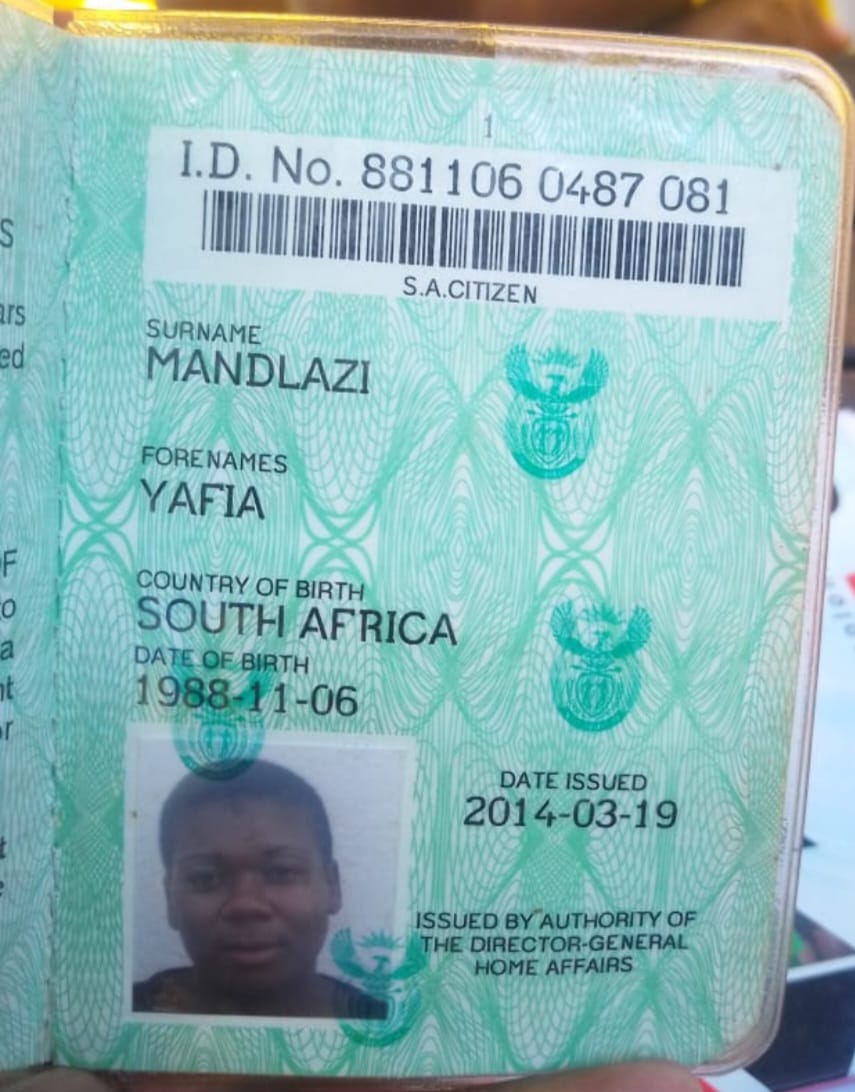 1
I.D. No. 881106 0487 081
S.A.CITIZEN
SURNAME
MANDLAZI
FORENAMES
YAFIA
COUNTRY OF BIRTH
SOUTH AFRICA
DATE OF BIRTH
1988-11-06
DATE ISSUED
2014-03-19
ISSUED BY AUTHORITY OF
THE DIRECTOR-GENERAL
HOME AFFAIRS